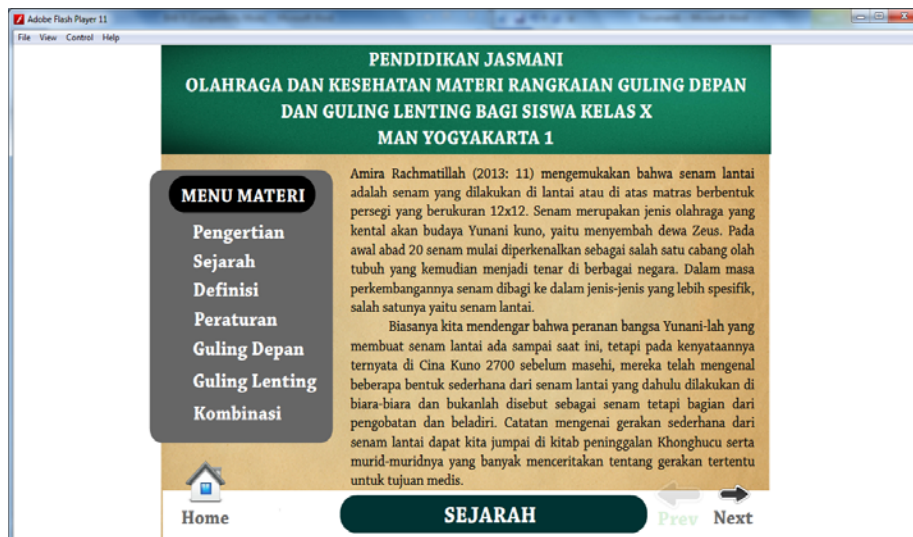 Adobe Flash Player 11
File View Control Help
PENDIDIKAN JASMANI
OLAHRAGA DAN KESEHATAN MATERI RANGKAIAN GULING DEPAN
DAN GULING LENTING BAGI SISWA KELAS X
MAN YOGYAKARTA 1
MENU MATERI
Pengertian
Sejarah
Definisi
Peraturan
Guling Depan
Guling Lenting
Kombinasi
Amira Rachmatillah (2013: 11) mengemukakan bahwa senam lantai
adalah senam yang dilakukan di lantai atau di atas matras berbentuk
persegi yang berukuran 12x12. Senam merupakan jenis olahraga yang
kental akan budaya Yunani kuno, yaitu menyembah dewa Zeus. Pada
awal abad 20 senam mulai diperkenalkan sebagai salah satu cabang olah
tubuh yang kemudian menjadi tenar di berbagai negara. Dalam masa
perkembangannya senam dibagi ke dalam jenis-jenis yang lebih spesifik,
salah satunya yaitu senam lantai.
Biasanya kita mendengar bahwa peranan bangsa Yunani-lah yang
membuat senam lantai ada sampai saat ini, tetapi pada kenyataannya
ternyata di Cina Kuno 2700 sebelum masehi, mereka telah mengenal
beberapa bentuk sederhana dari senam lantai yang dahulu dilakukan di
biara-biara dan bukanlah disebut sebagai senam tetapi bagian dari
pengobatan dan beladiri. Catatan mengenai gerakan sederhana dari
senam lantai dapat kita jumpai di kitab peninggalan Khonghucu serta
murid-muridnya yang banyak menceritakan tentang gerakan tertentu
untuk tujuan medis.
Home
SEJARAH
Prev Next